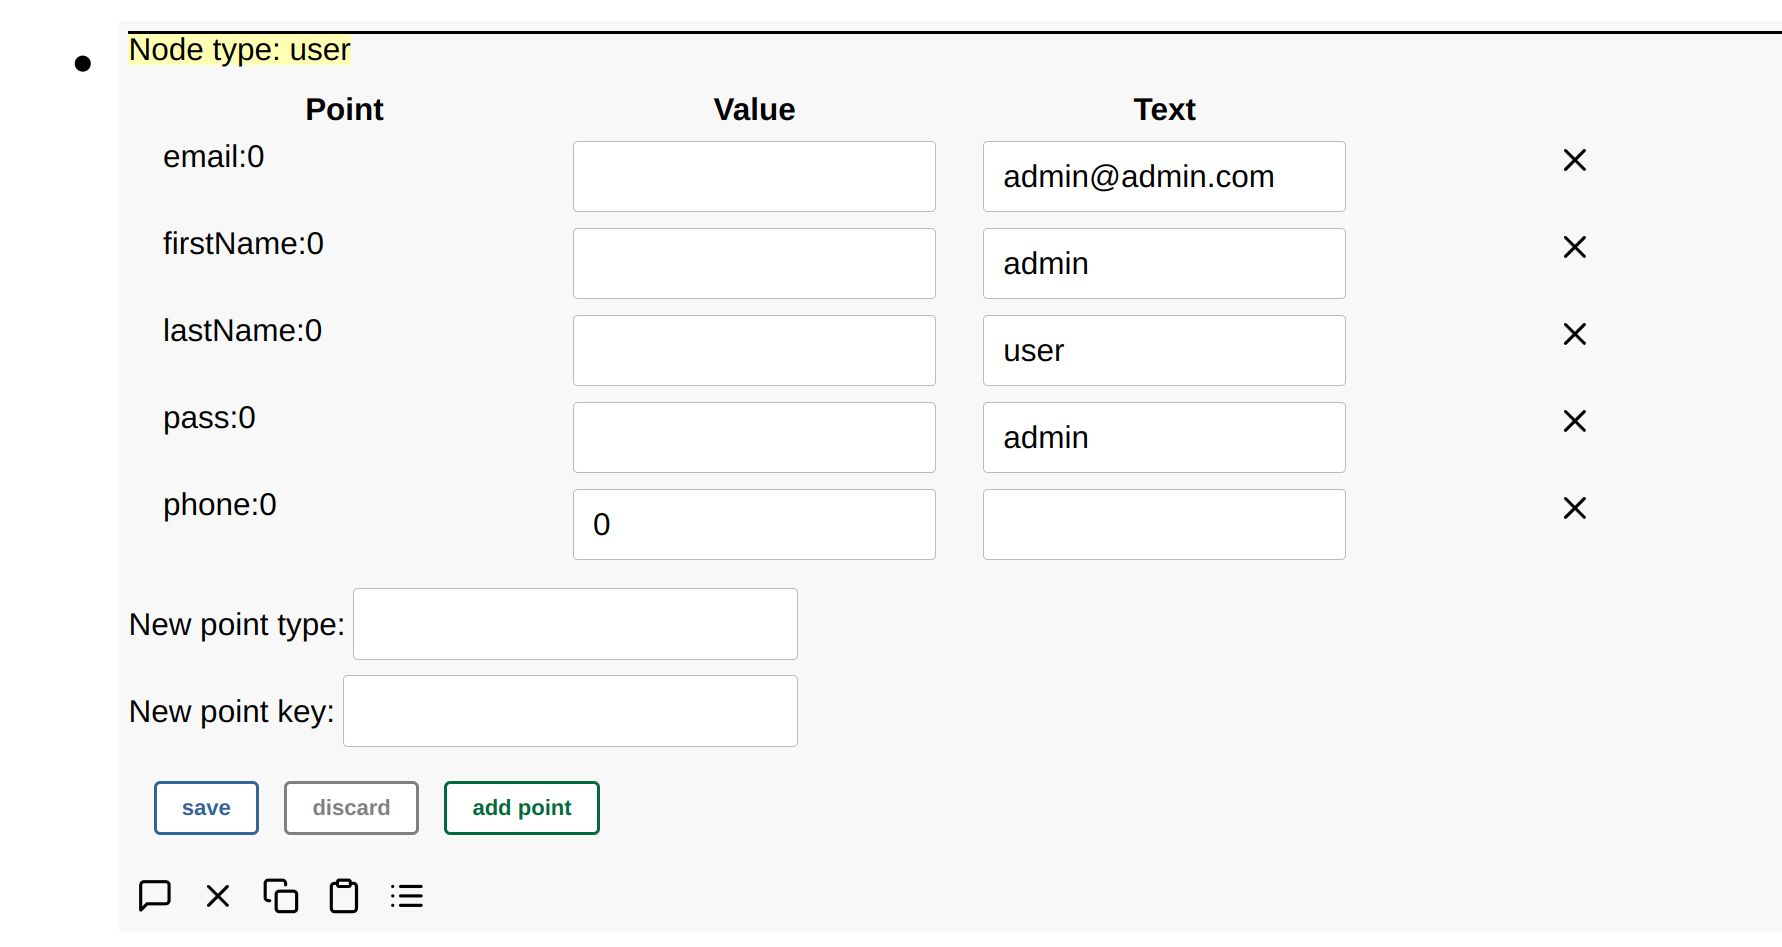 Node type: user
Point Value Text
email:0 admin@admin.com
firstName:0 admin
lastName:0 user
pass:0 admin
phone:0 0
New point type:
New point key:
save discard add point